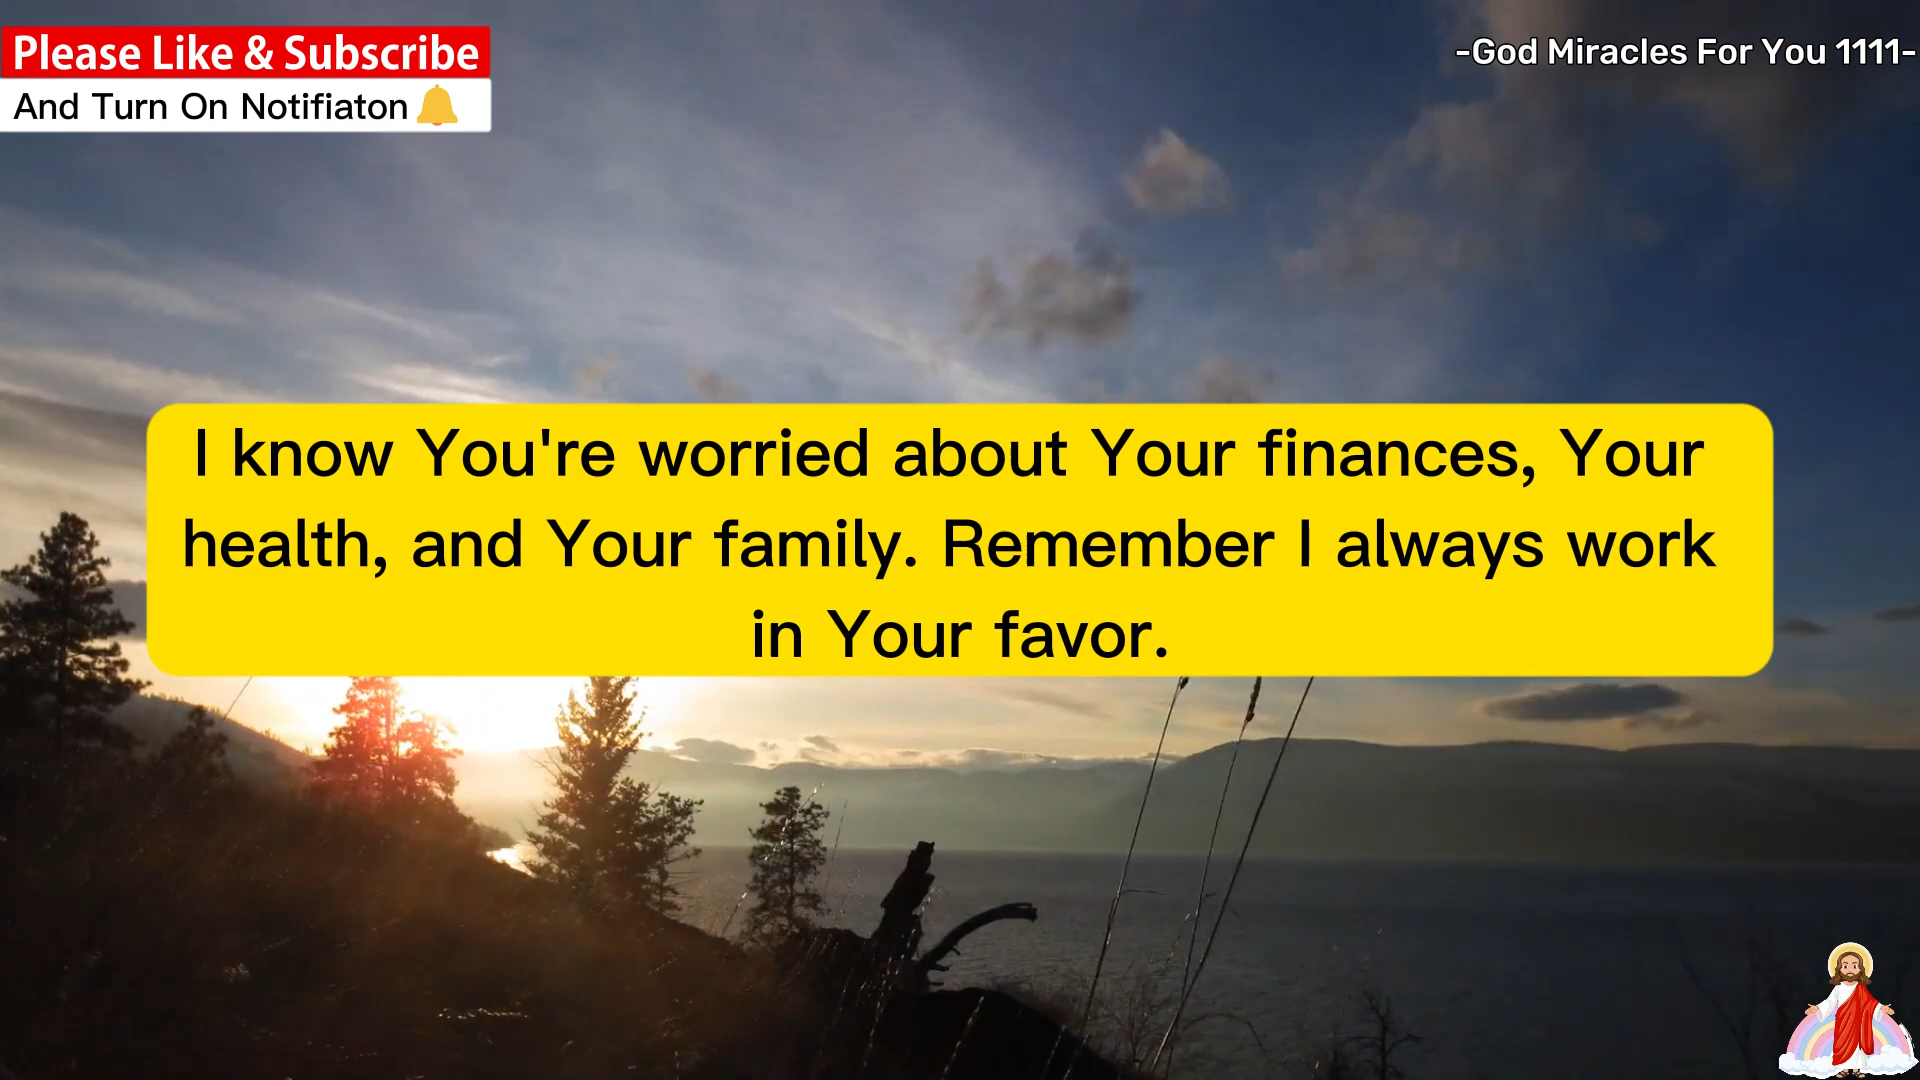 Please Like & Subscribe
And Turn On Notifiaton
-God Miracles For You 1111-
I know You're worried about Your finances, Your
health, and Your family. Remember I always work
in Your favor.